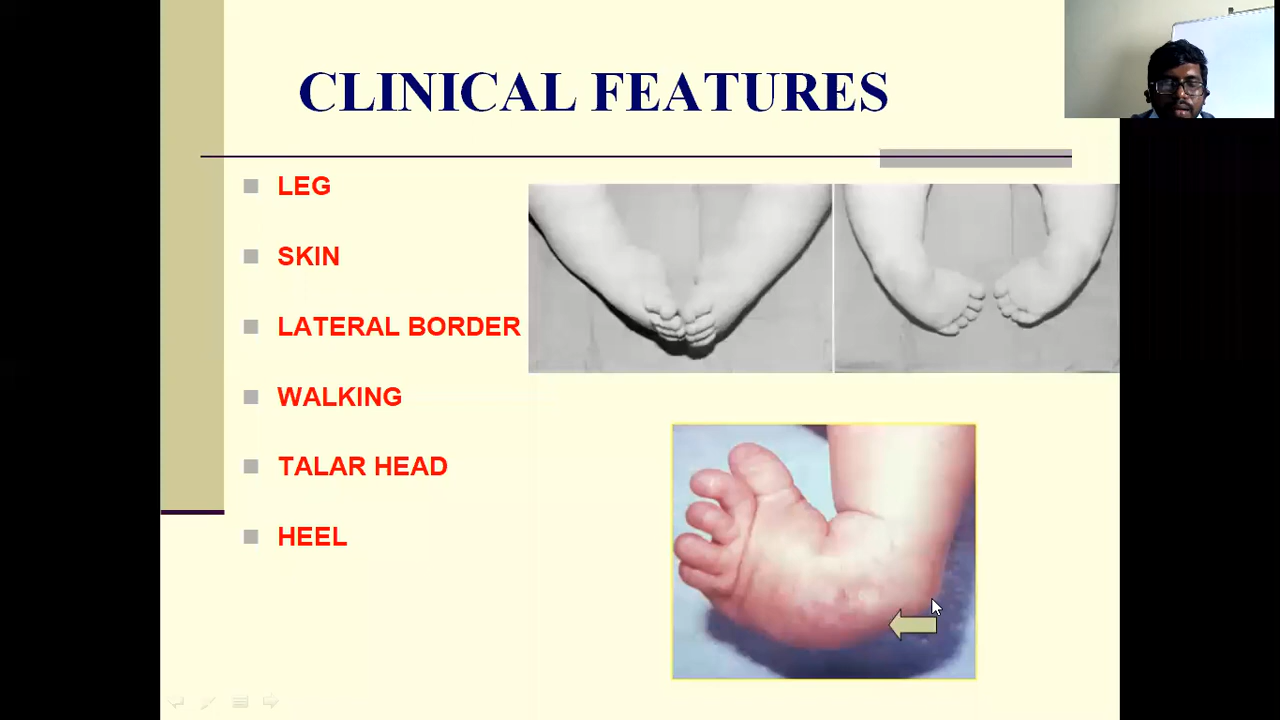 CLINICAL FEATURES
LEG
SKIN
LATERAL BORDER
WALKING
TALAR HEAD
HEEL